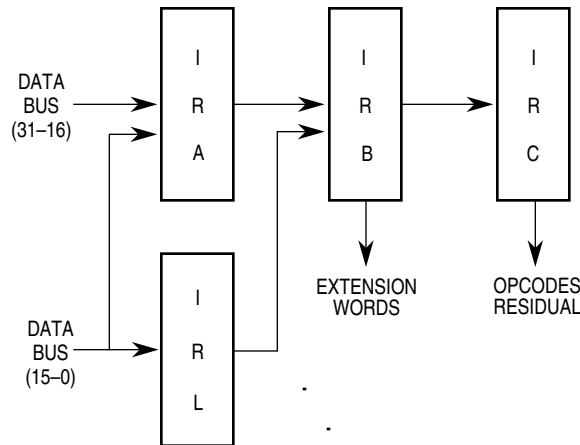 I
R
A
I
R
B
I
R
C
DATA
BUS
(31–16)
EXTENSION
WORDS
OPCODES
RESIDUAL
I
R
L
DATA
BUS
(15–0)